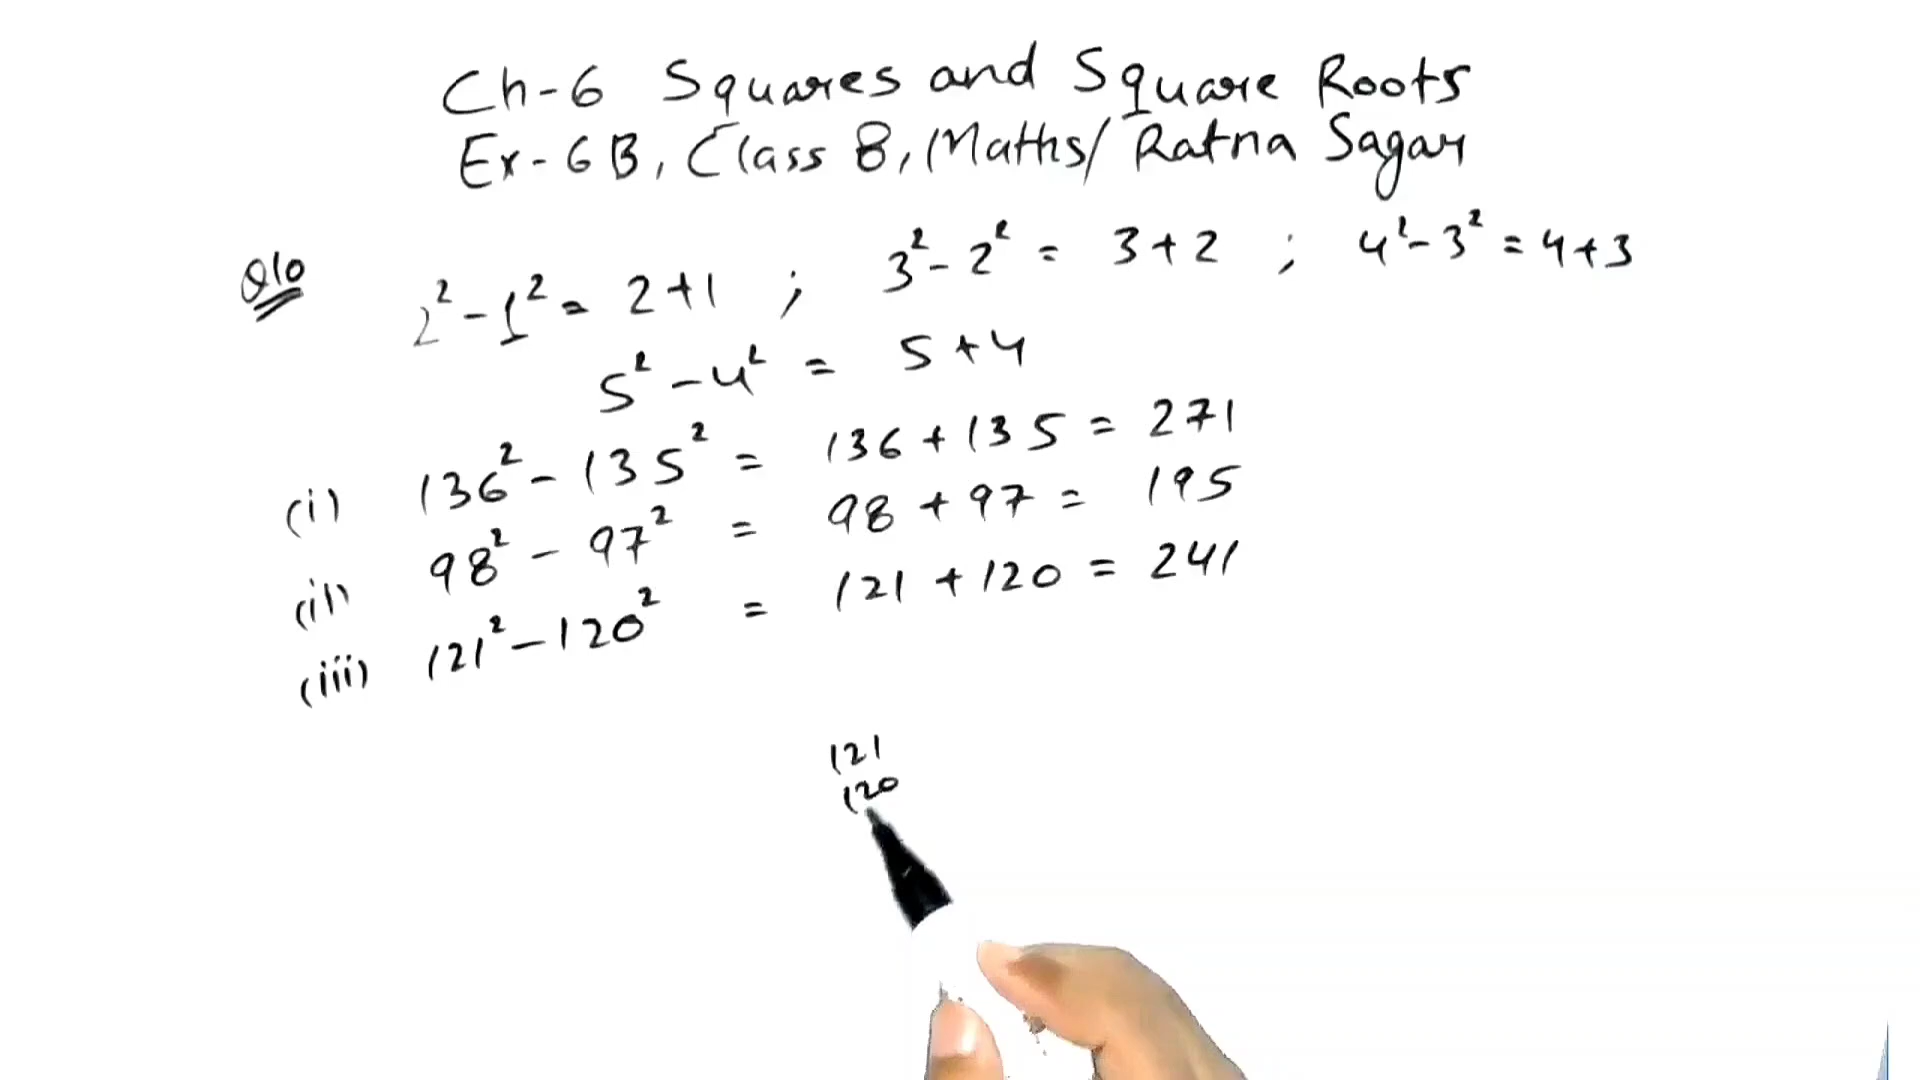 Ch-6 Squares and Square Roots
Ex-6B, Class 8, Maths/ Ratna Sagar
Q10 2² - 1² = 2+1 ; 3² - 2² = 3+2 ; 4² - 3² = 4+3
5² - 4² = 5+4
(i) 136² - 135² = 136 + 135 = 271
(ii) 98² - 97² = 98 + 97 = 195
(iii) 121² - 120² = 121 + 120 = 241
121
120